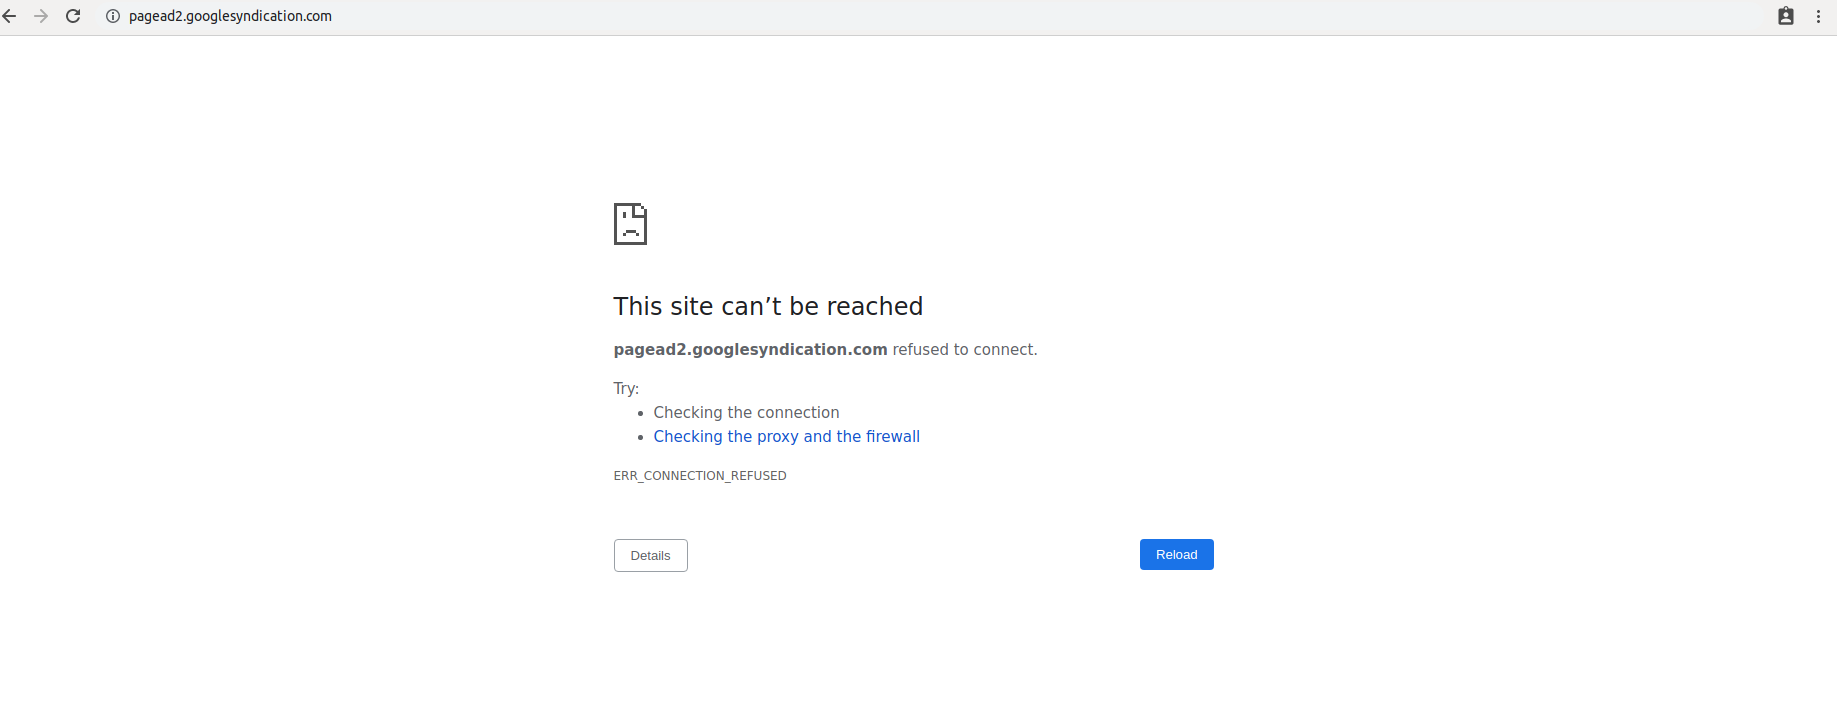 pagead2.googlesyndication.com
This site can’t be reached
pagead2.googlesyndication.com refused to connect.
Try:
Checking the connection
Checking the proxy and the firewall
ERR_CONNECTION_REFUSED
Details
Reload